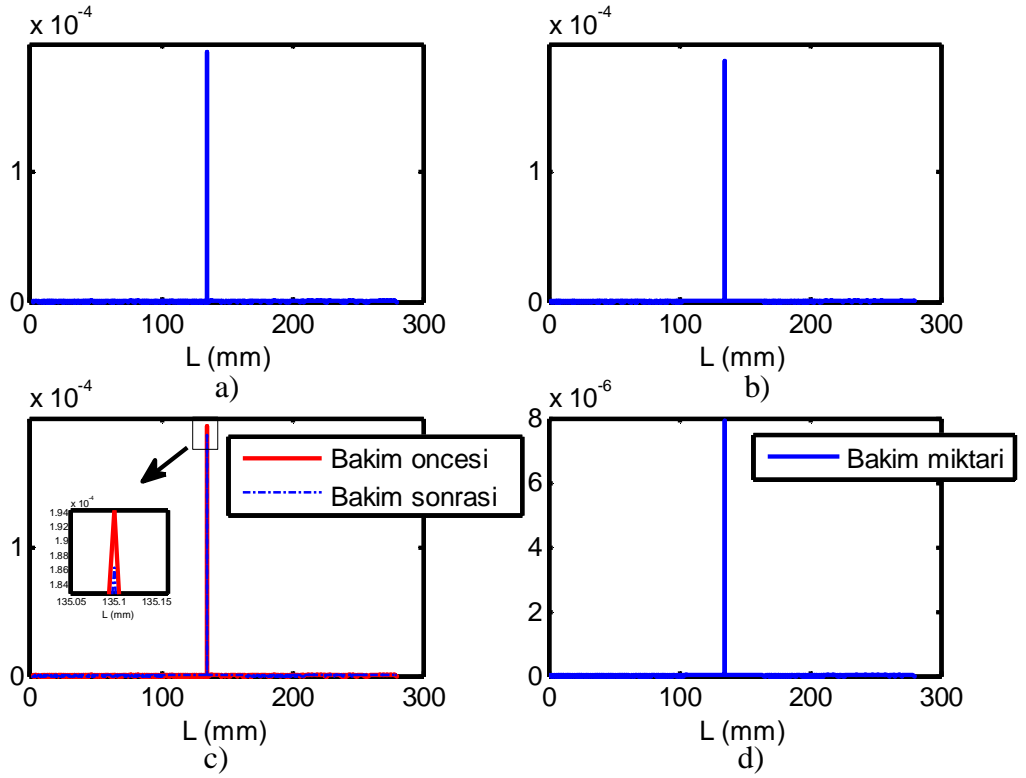 x 10-4
1
0
0 100 200 300
L (mm)
a)
x 10-4
1
0
0 100 200 300
L (mm)
b)
x 10-4
1
0
0 100 200 300
L (mm)
c)
Bakim oncesi
Bakim sonrasi
x 10-4
1.94
1.92
1.9
1.88
1.86
1.84
135.05 135.1 135.15
L (mm)
x 10-6
8
6
4
2
0
0 100 200 300
L (mm)
d)
Bakim miktari